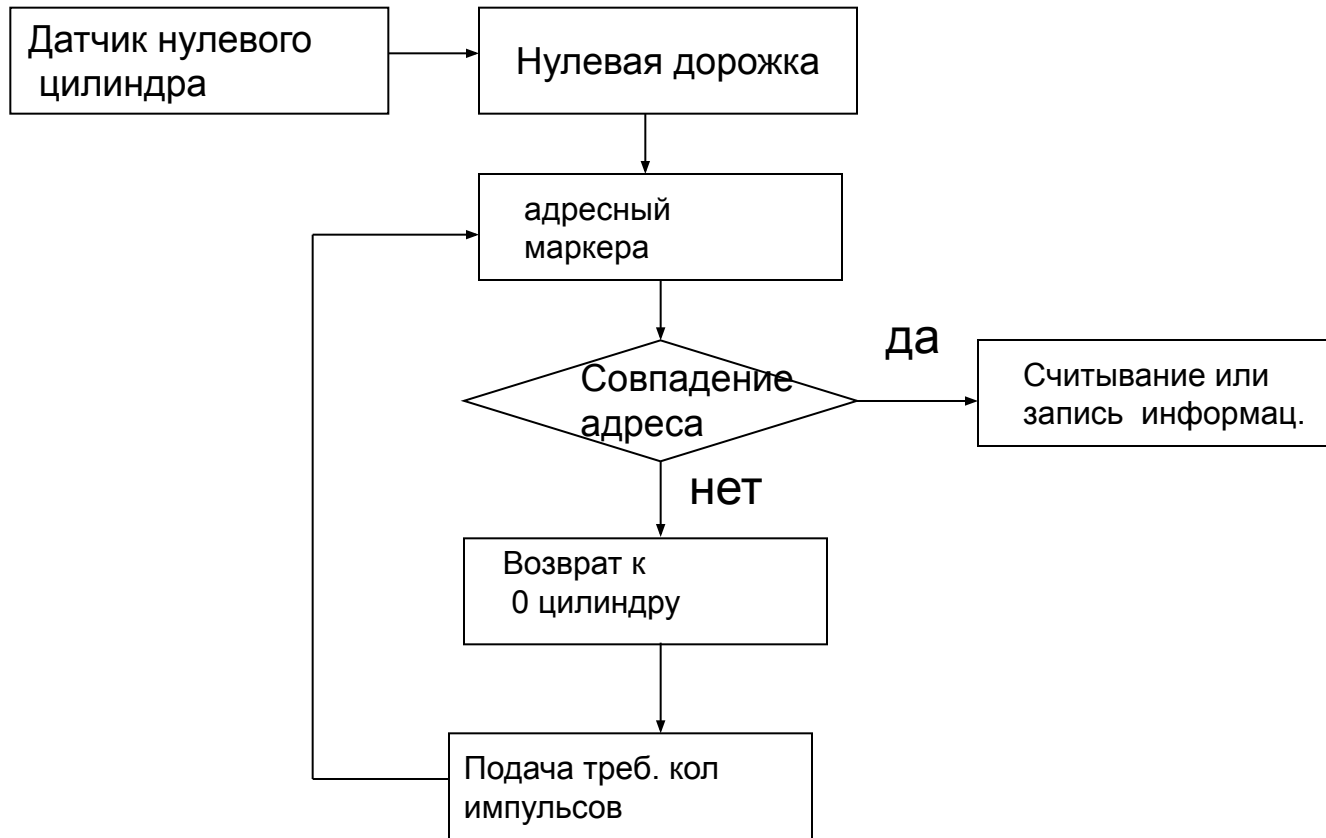 Датчик нулевого
цилиндра
Нулевая дорожка
адресный
маркера
Совпадение
адреса
да
Считывание или
запись информац.
нет
Возврат к
0 цилиндру
Подача треб. кол
импульсов